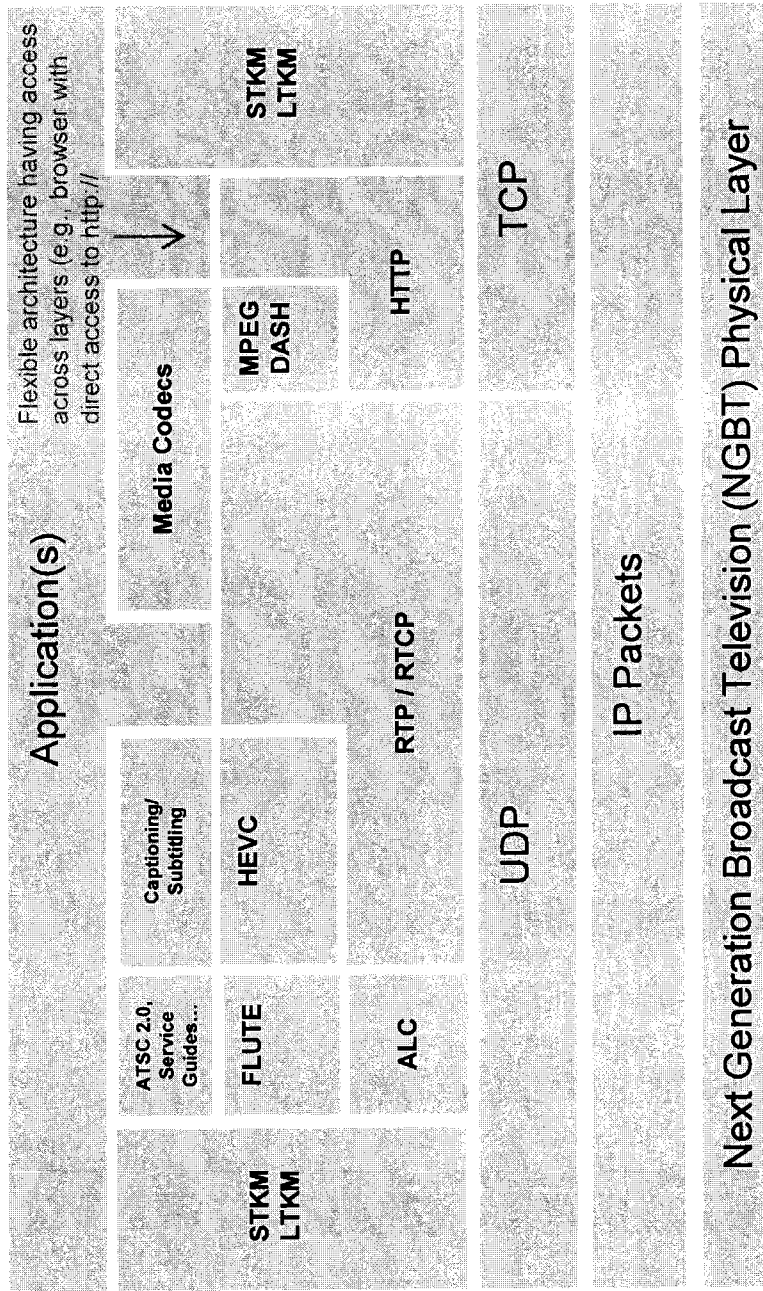 Application(s)
Flexible architecture having access
across layers (e.g., browser with
direct access to http://
STKM
LTKM
ATSC 2.0,
Service
Guides...
Captioning/
Subtitling
Media Codecs
STKM
LTKM
FLUTE
HEVC
MPEG
DASH
ALC
RTP / RTCP
HTTP
UDP
TCP
IP Packets
Next Generation Broadcast Television (NGBT) Physical Layer